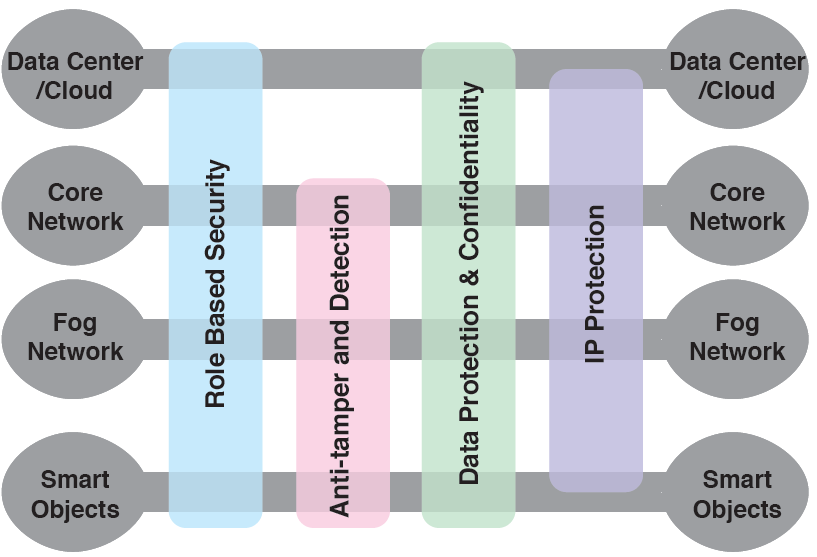 Data Center
/Cloud
Core
Network
Fog
Network
Smart
Objects
Role Based Security
Anti-tamper and Detection
Data Protection & Confidentiality
IP Protection
Data Center
/Cloud
Core
Network
Fog
Network
Smart
Objects